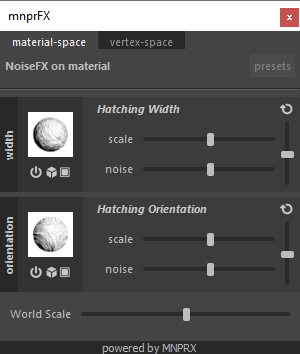 mnprFX
material-space vertex-space
NoiseFX on material presets
width
Hatching Width
scale
noise
orientation
Hatching Orientation
scale
noise
World Scale
powered by MNPRX